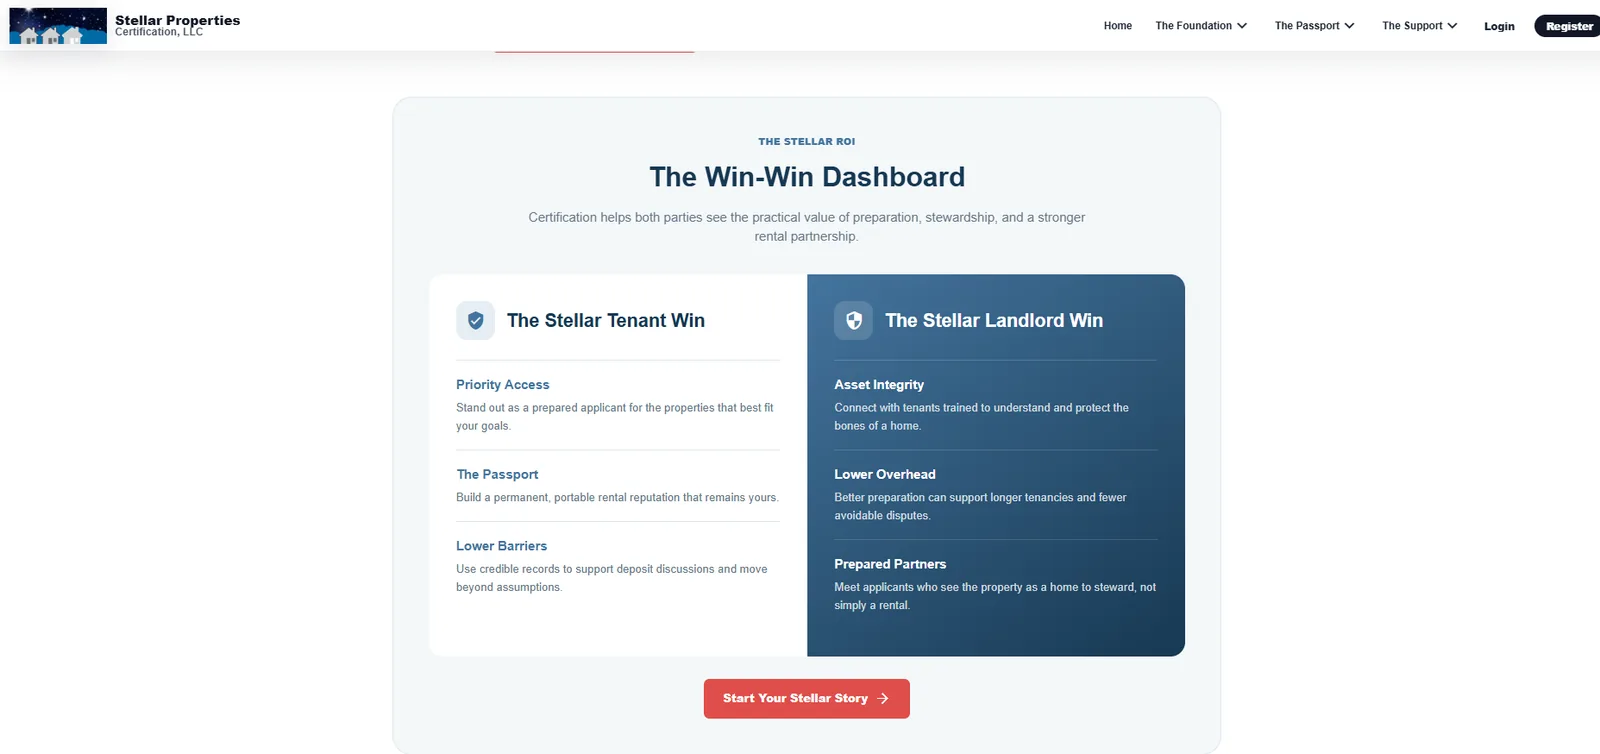 Stellar Properties
Certification, LLC
Home
The Foundation
The Passport
The Support
Login
Register
THE STELLAR ROI
The Win-Win Dashboard
Certification helps both parties see the practical value of preparation, stewardship, and a stronger
rental partnership.
The Stellar Tenant Win
Priority Access
Stand out as a prepared applicant for the properties that best fit
your goals.
The Passport
Build a permanent, portable rental reputation that remains yours.
Lower Barriers
Use credible records to support deposit discussions and move
beyond assumptions.
The Stellar Landlord Win
Asset Integrity
Connect with tenants trained to understand and protect the
bones of a home.
Lower Overhead
Better preparation can support longer tenancies and fewer
avoidable disputes.
Prepared Partners
Meet applicants who see the property as a home to steward, not
simply a rental.
Start Your Stellar Story